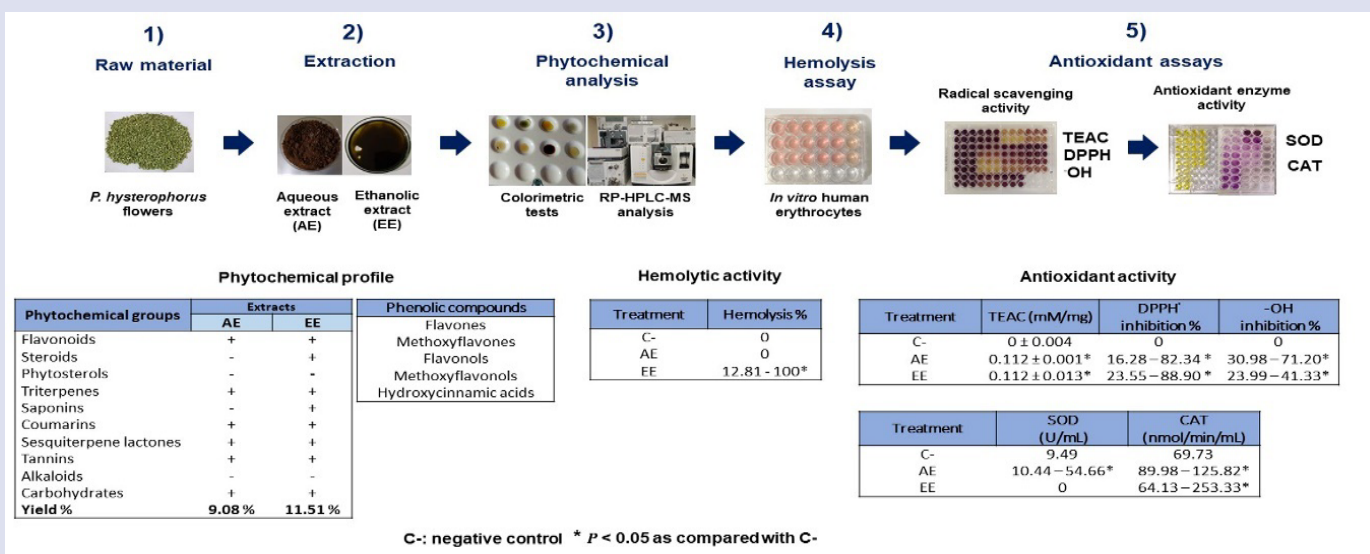 1)
Raw material
P. hysterophorus
flowers
2)
Extraction
Aqueous
extract
(AE)
Ethanolic
extract
(EE)
3)
Phytochemical
analysis
Colorimetric
tests
RP-HPLC-MS
analysis
4)
Hemolysis
assay
In vitro human
erythrocytes
5)
Antioxidant assays
Radical scavenging
activity
TEAC
DPPH
·OH
Antioxidant enzyme
activity
SOD
CAT
Phytochemical profile
Phytochemical groups Extracts
AE EE
Flavonoids + +
Steroids - +
Phytosterols - -
Triterpenes + +
Saponins - +
Coumarins + +
Sesquiterpene lactones + +
Tannins + +
Alkaloids - -
Carbohydrates + +
Yield % 9.08 % 11.51 %
Phenolic compounds
Flavones
Methoxyflavones
Flavonols
Methoxyflavonols
Hydroxycinnamic acids
Hemolytic activity
Treatment Hemolysis %
C- 0
AE 0
EE 12.81 - 100*
Antioxidant activity
Treatment TEAC (mM/mg) DPPH· inhibition % -OH inhibition %
C- 0 ± 0.004 0 0
AE 0.112 ± 0.001* 16.28 – 82.34 * 30.98 – 71.20*
EE 0.112 ± 0.013* 23.55 – 88.90 * 23.99 – 41.33*
Treatment SOD (U/mL) CAT (nmol/min/mL)
C- 9.49 69.73
AE 10.44 – 54.66* 89.98 – 125.82*
EE 0 64.13 – 253.33*
C-: negative control * P < 0.05 as compared with C-